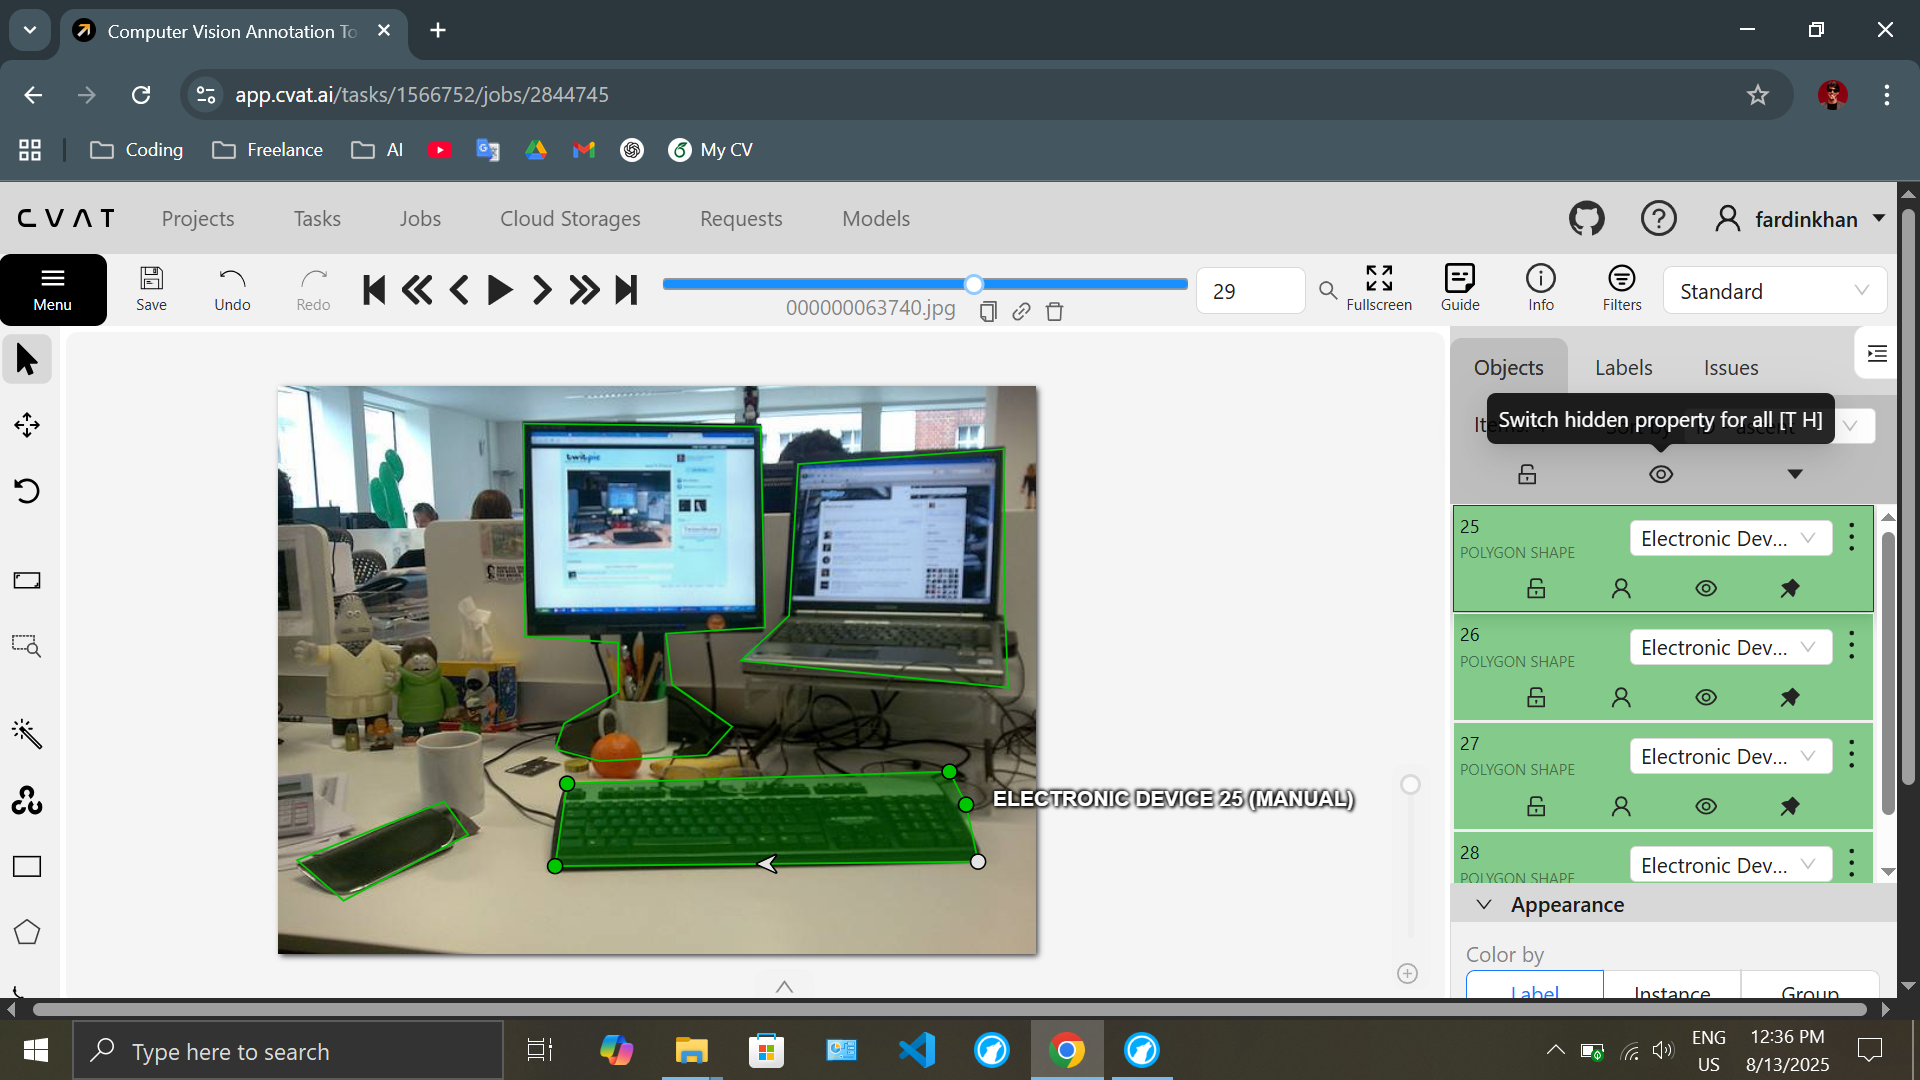 Computer Vision Annotation To
app.cvat.ai/tasks/1566752/jobs/2844745
Coding
Freelance
AI
My CV
CVAT
Projects
Tasks
Jobs
Cloud Storages
Requests
Models
fardinkhan
Menu
Save
Undo
Redo
000000063740.jpg
29
Fullscreen
Guide
Info
Filters
Standard
Objects
Labels
Issues
Switch hidden property for all [T H]
25
POLYGON SHAPE
Electronic Dev...
26
POLYGON SHAPE
Electronic Dev...
27
POLYGON SHAPE
Electronic Dev...
28
POLYGON SHAPE
Electronic Dev...
twitpic
ELECTRONIC DEVICE 25 (MANUAL)
Appearance
Color by
Label
Instance
Group
Type here to search
ENG
US
12:36 PM
8/13/2025